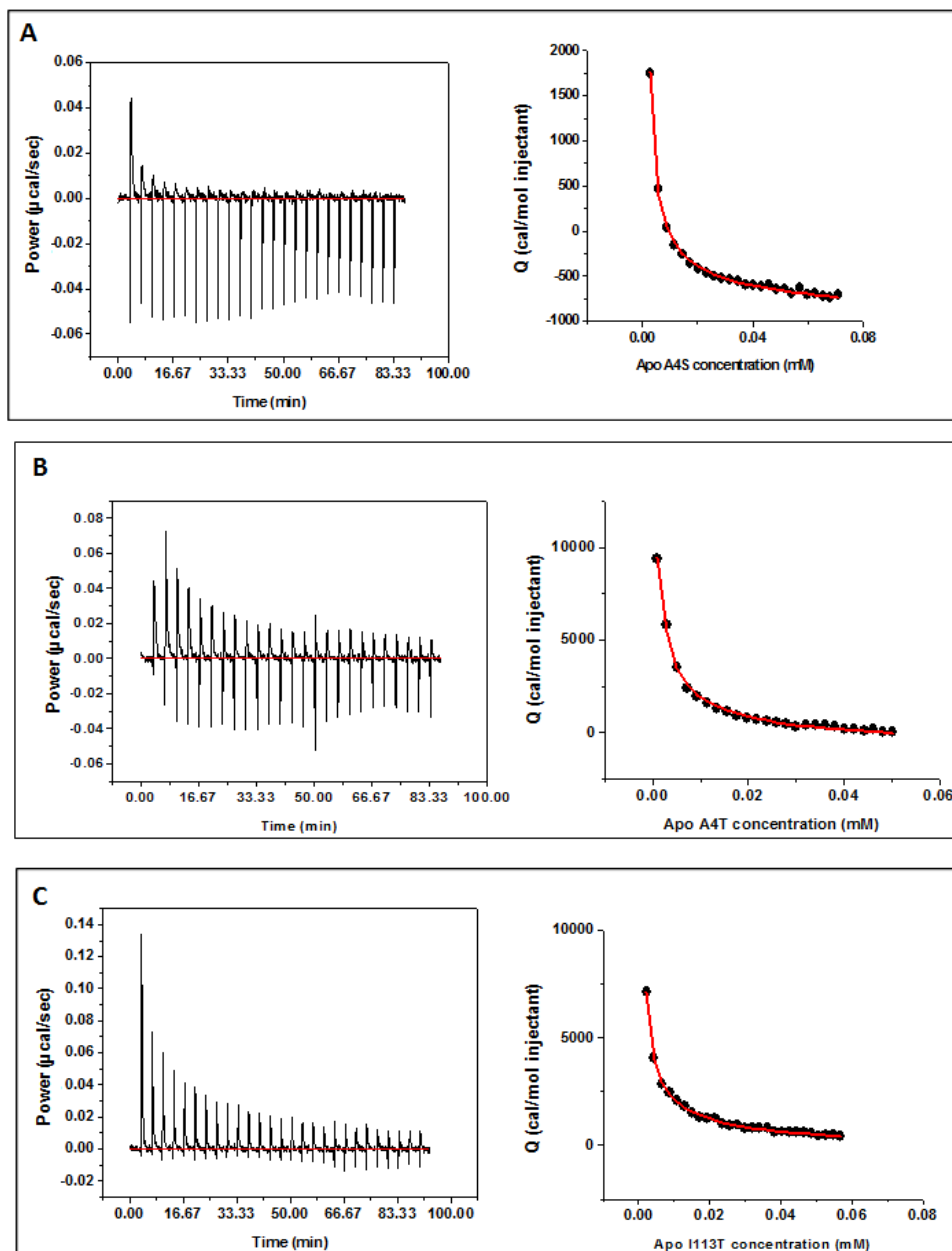 A
0.06
0.04
0.02
0.00
-0.02
-0.04
-0.06
Power (µcal/sec)
0.00 16.67 33.33 50.00 66.67 83.33 100.00
Time (min)
2000
1500
1000
500
0
-500
-1000
Q (cal/mol injectant)
0.00 0.04 0.08
Apo A4S concentration (mM)
B
0.08
0.06
0.04
0.02
0.00
-0.02
-0.04
-0.06
Power (µcal/sec)
0.00 16.67 33.33 50.00 66.67 83.33 100.00
Time (min)
10000
5000
0
Q (cal/mol injectant)
0.00 0.02 0.04 0.06
Apo A4T concentration (mM)
C
0.14
0.12
0.10
0.08
0.06
0.04
0.02
0.00
-0.02
Power (µcal/sec)
0.00 16.67 33.33 50.00 66.67 83.33 100.00
Time (min)
10000
5000
0
Q (cal/mol injectant)
0.00 0.02 0.04 0.06 0.08
Apo I113T concentration (mM)